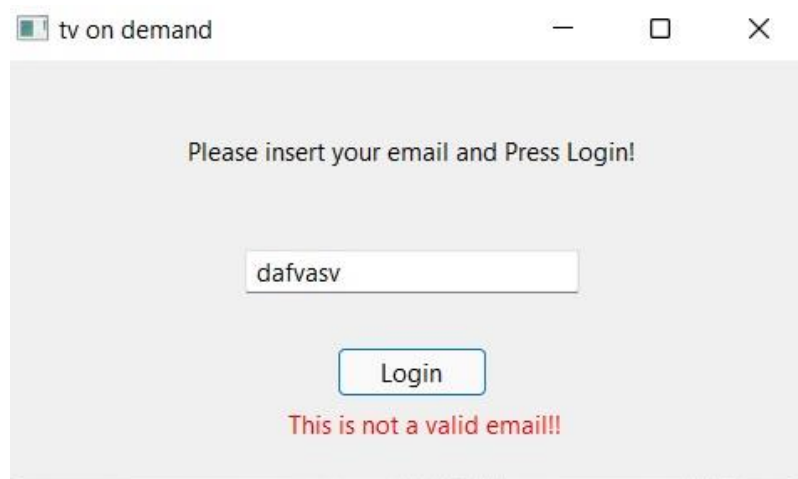 tv on demand
Please insert your email and Press Login!
dafvasv
Login
This is not a valid email!!